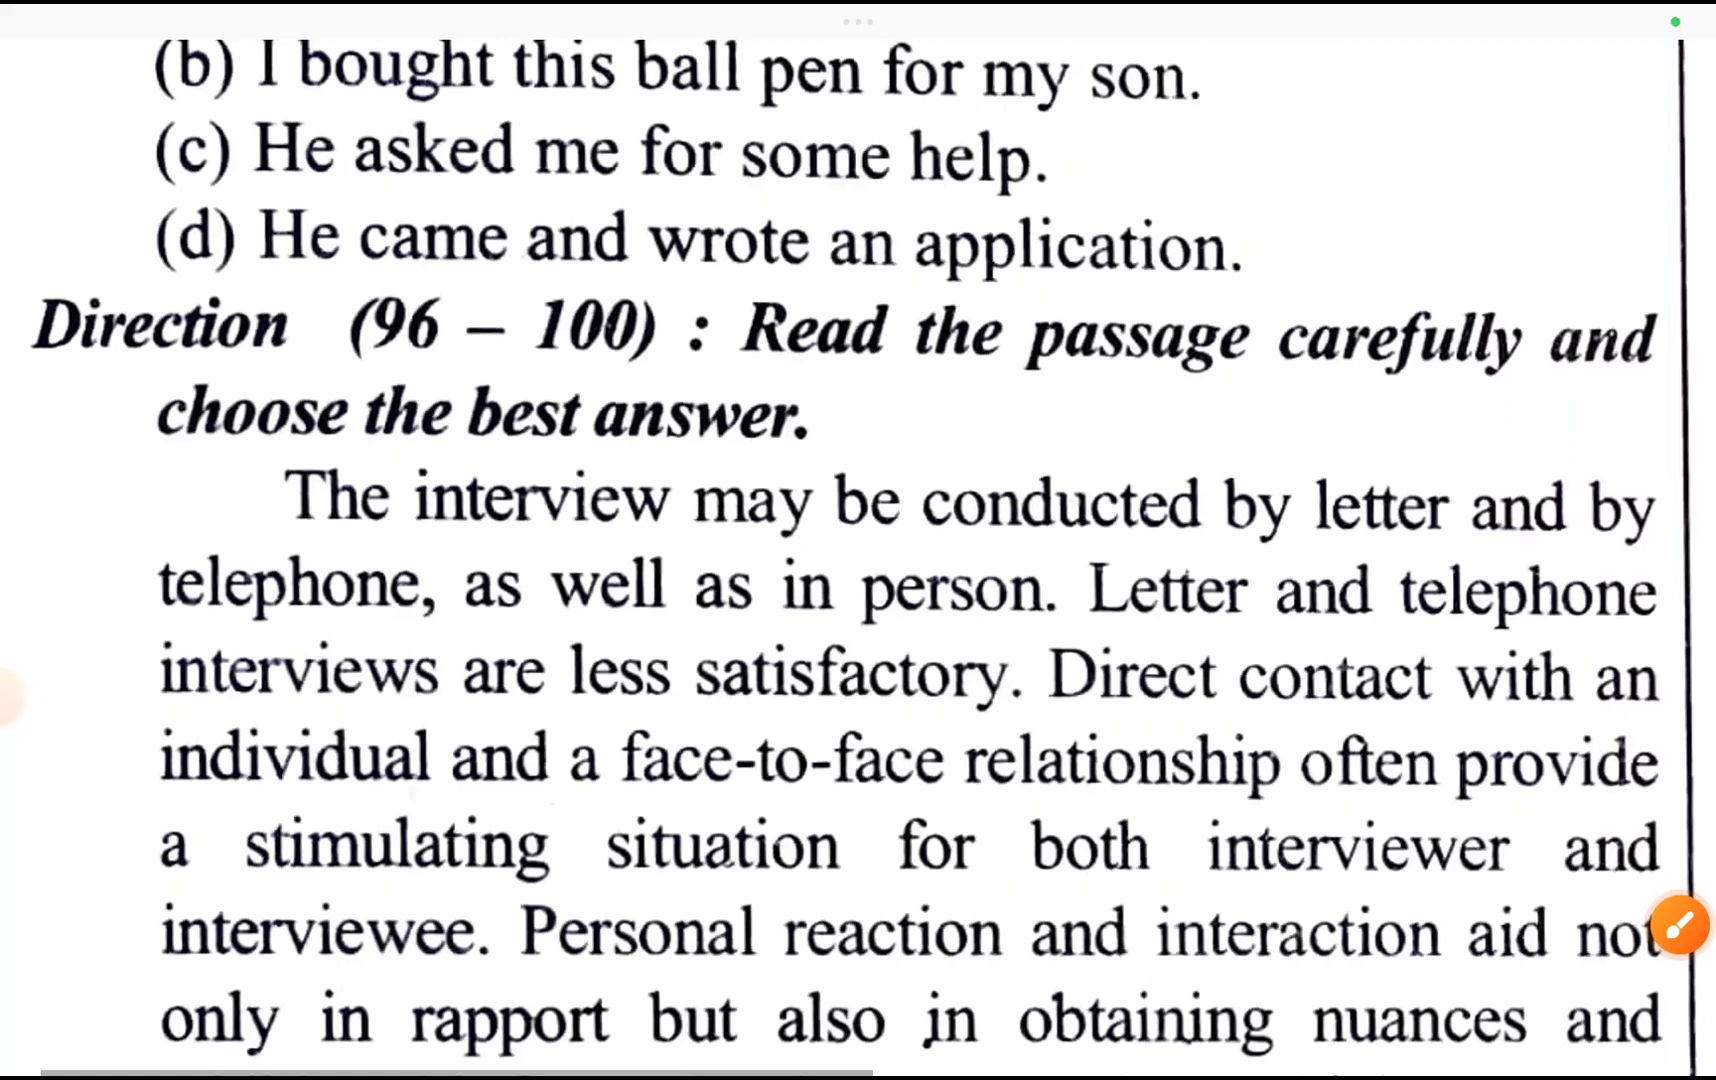 (b) I bought this ball pen for my son.
(c) He asked me for some help.
(d) He came and wrote an application.
Direction (96 – 100) : Read the passage carefully and
choose the best answer.
The interview may be conducted by letter and by
telephone, as well as in person. Letter and telephone
interviews are less satisfactory. Direct contact with an
individual and a face-to-face relationship often provide
a stimulating situation for both interviewer and
interviewee. Personal reaction and interaction aid not
only in rapport but also in obtaining nuances and